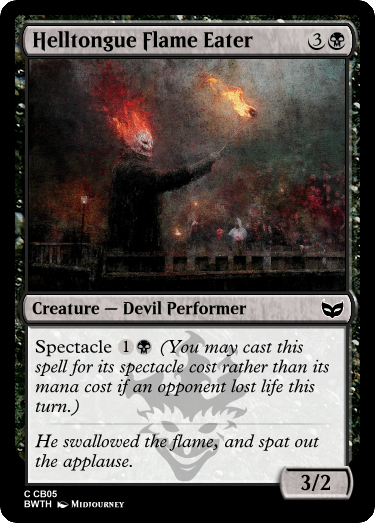 Helltongue Flame Eater 3
Creature — Devil Performer
Spectacle 1 (You may cast this
spell for its spectacle cost rather than its
mana cost if an opponent lost life this
turn.)
He swallowed the flame, and spat out
the applause.
3/2
C CB05
BWTH Midjourney